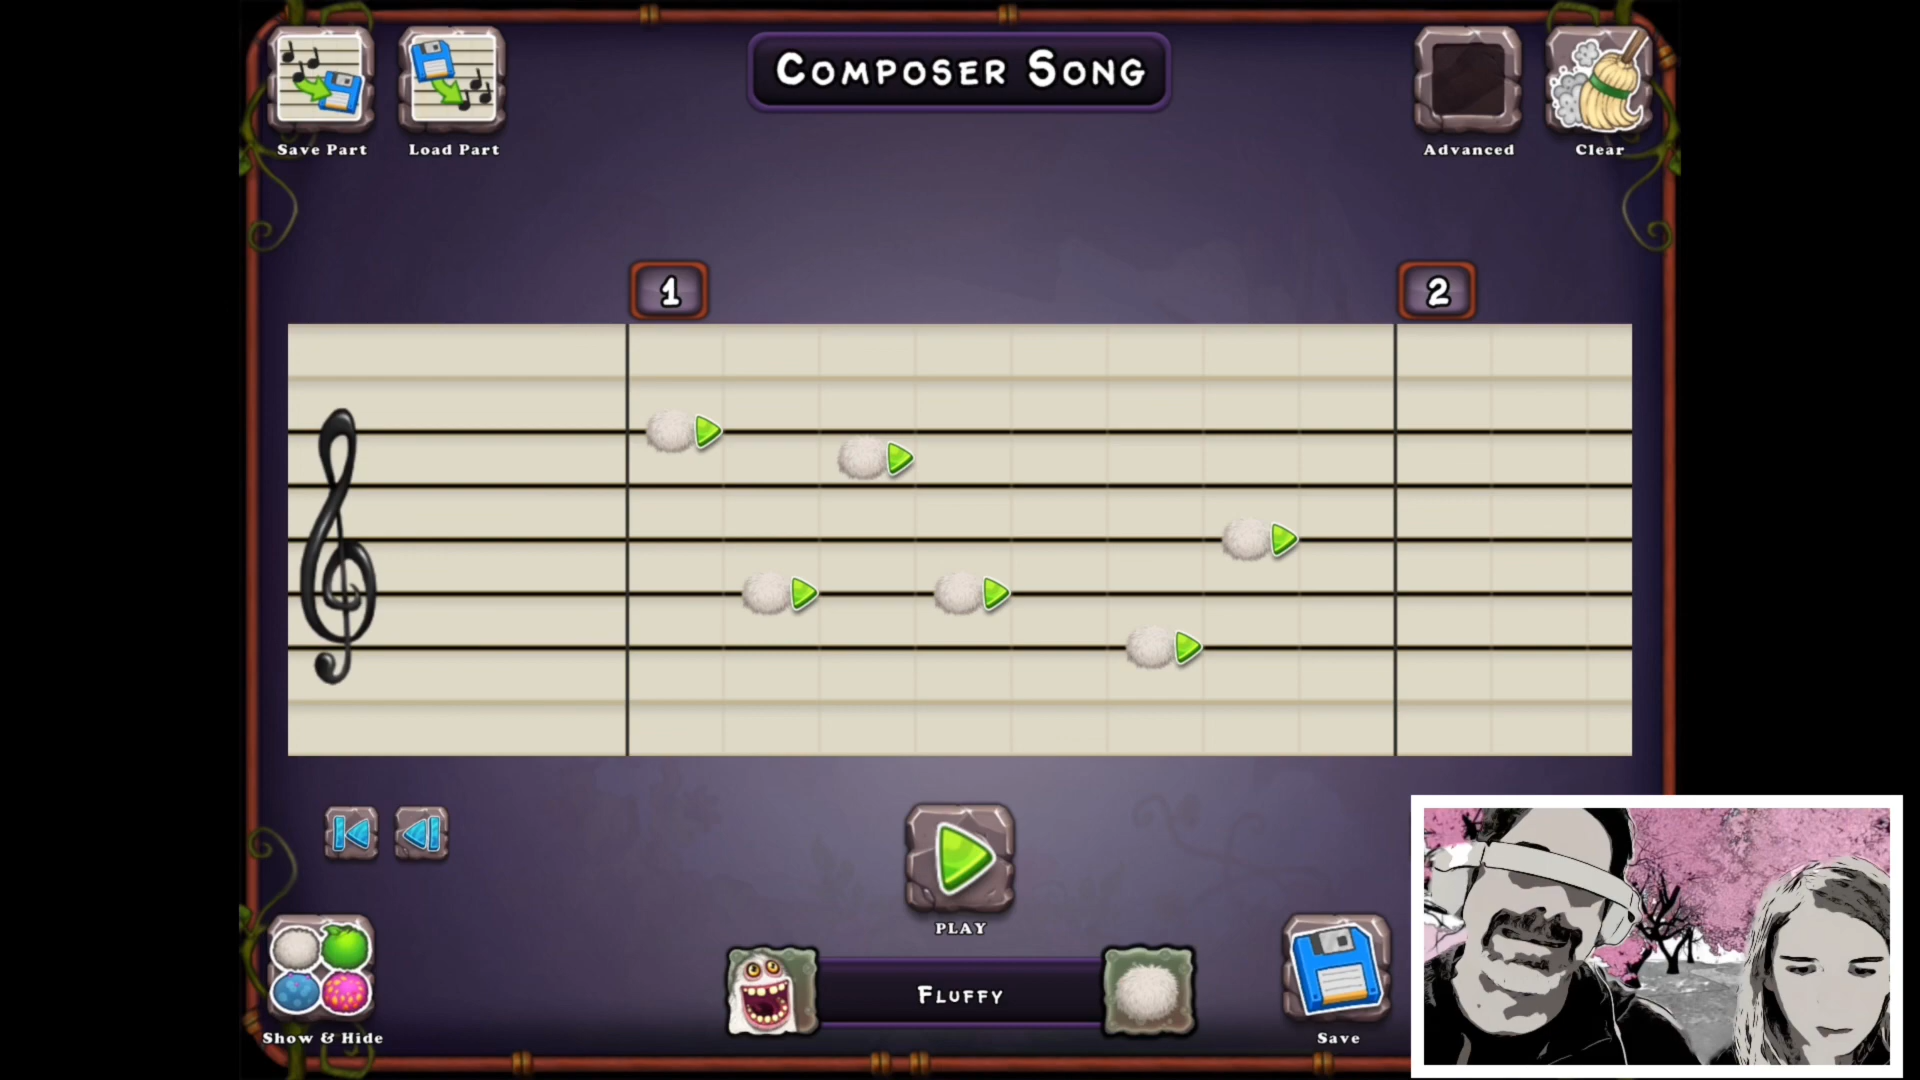 Composer Song
Save Part
Load Part
Advanced
Clear
1
2
PLAY
Fluffy
Show & Hide
Save